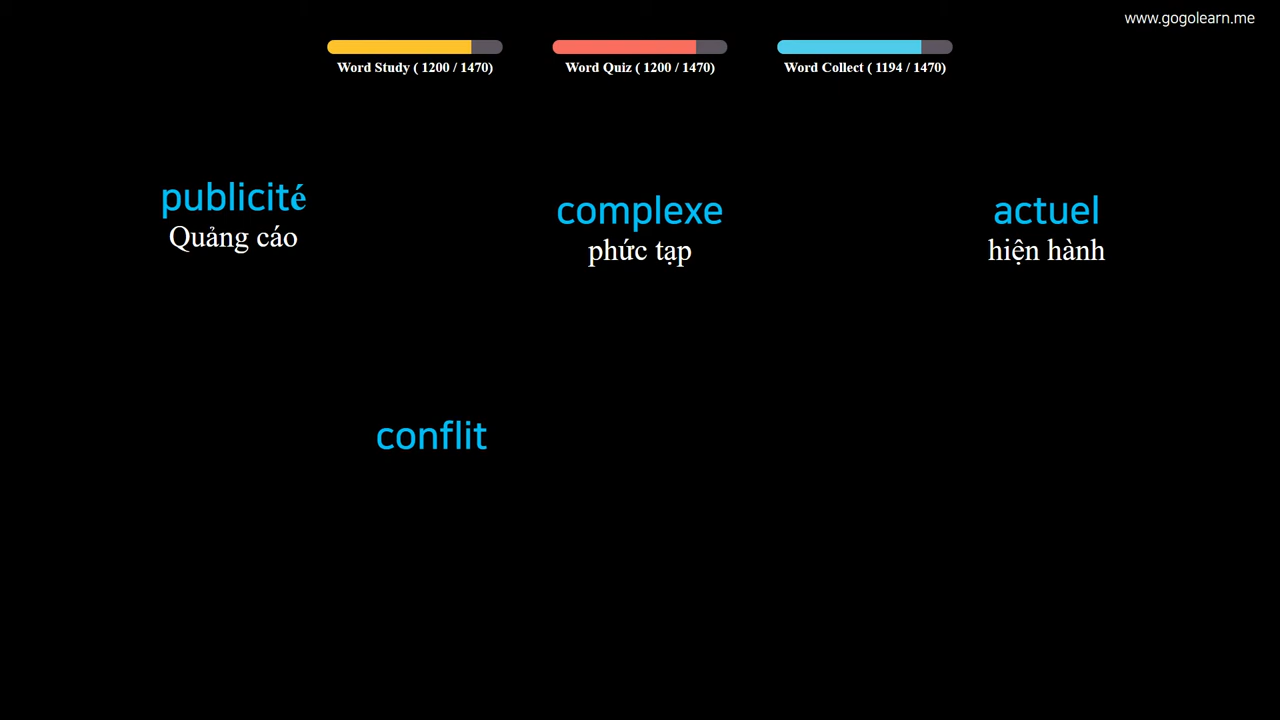 www.gogolearn.me
Word Study ( 1200 / 1470)
Word Quiz ( 1200 / 1470)
Word Collect ( 1194 / 1470)
publicité
Quảng cáo
complexe
phức tạp
actuel
hiện hành
conflit